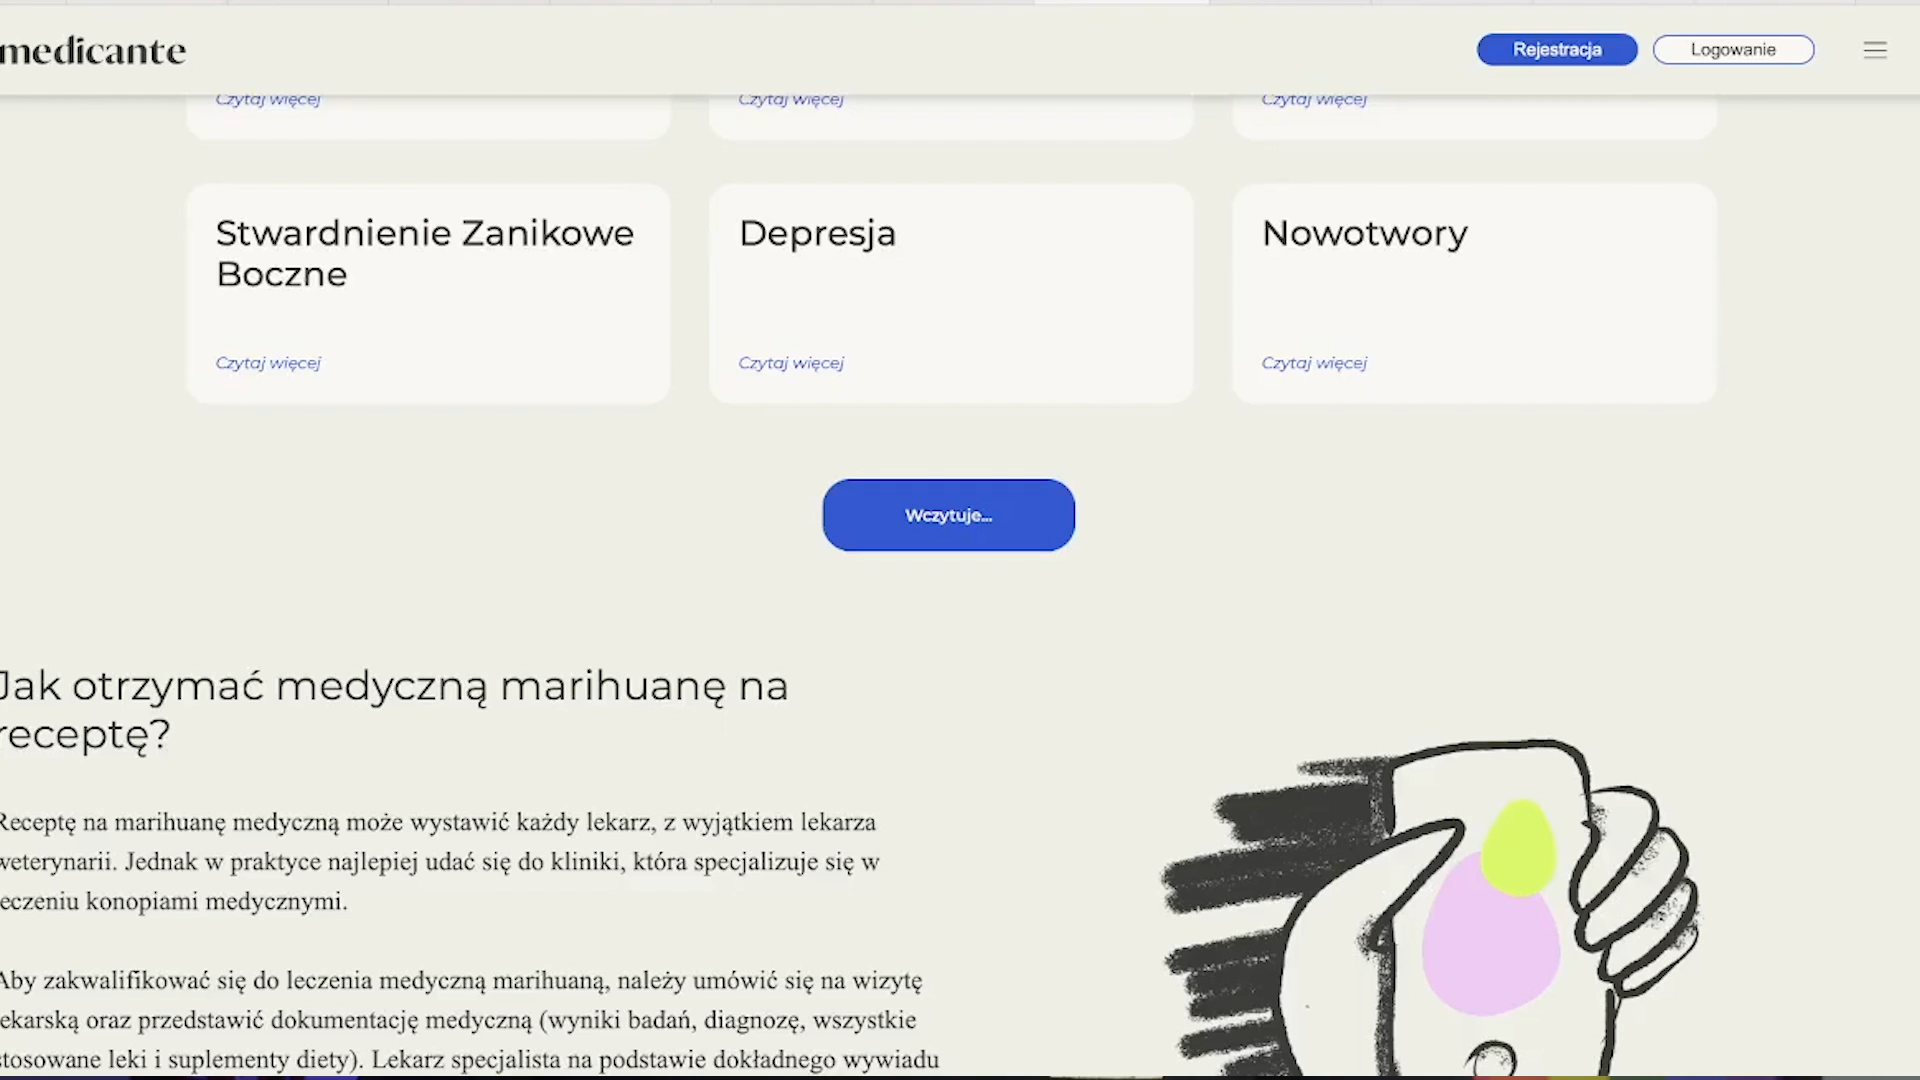 medicante
Rejestracja
Logowanie
Czytaj więcej
Czytaj więcej
Czytaj więcej
Stwardnienie Zanikowe
Boczne
Czytaj więcej
Depresja
Czytaj więcej
Nowotwory
Czytaj więcej
Wczytuje...
Jak otrzymać medyczną marihuanę na
receptę?
Receptę na marihuanę medyczną może wystawić każdy lekarz, z wyjątkiem lekarza
weterynarii. Jednak w praktyce najlepiej udać się do kliniki, która specjalizuje się w
leczeniu konopiami medycznymi.
Aby zakwalifikować się do leczenia medyczną marihuaną, należy umówić się na wizytę
lekarską oraz przedstawić dokumentację medyczną (wyniki badań, diagnozę, wszystkie
stosowane leki i suplementy diety). Lekarz specjalista na podstawie dokładnego wywiadu